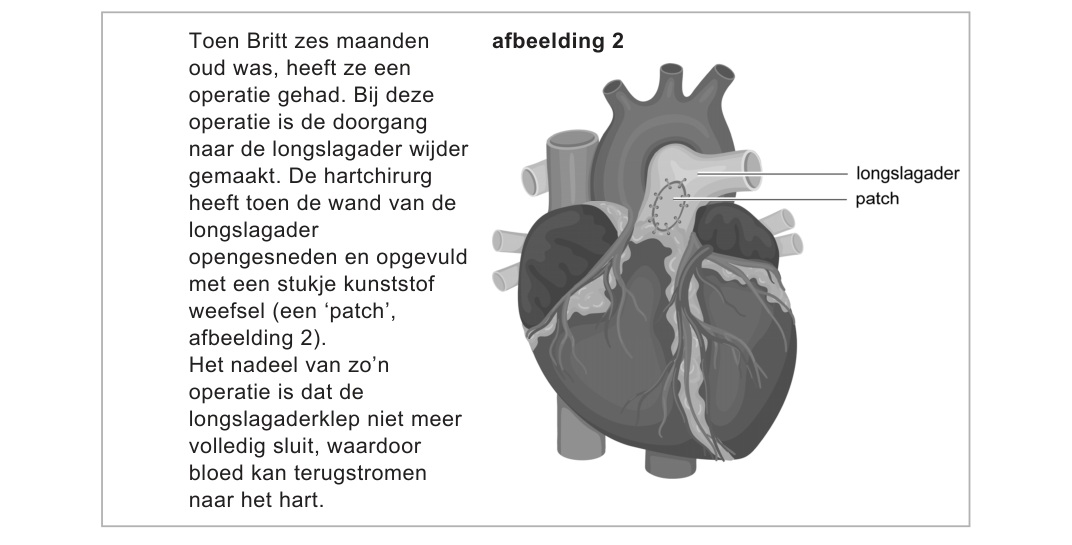 Toen Britt zes maanden
oud was, heeft ze een
operatie gehad. Bij deze
operatie is de doorgang
naar de longslagader wijder
gemaakt. De hartchirurg
heeft toen de wand van de
longslagader
opengesneden en opgevuld
met een stukje kunststof
weefsel (een ‘patch’,
afbeelding 2).
Het nadeel van zo’n
operatie is dat de
longslagaderklep niet meer
volledig sluit, waardoor
bloed kan terugstromen
naar het hart.
afbeelding 2
longslagader
patch